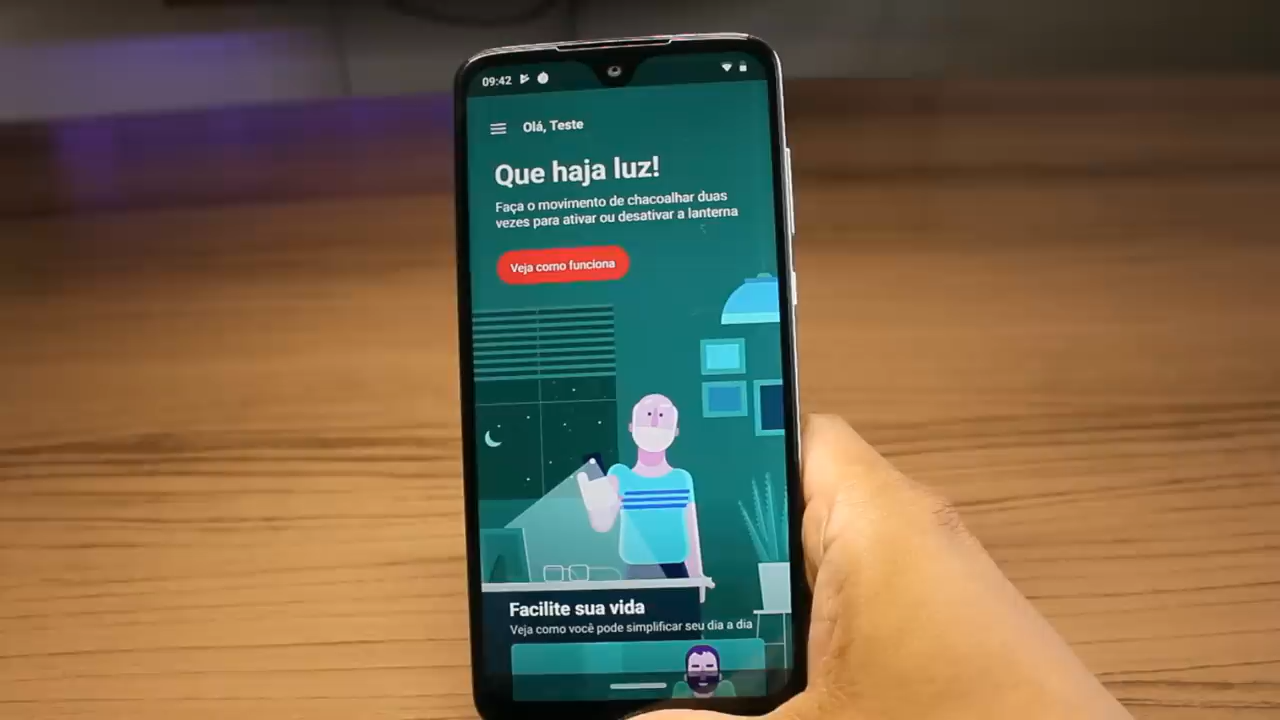 09:42
Olá, Teste
Que haja luz!
Faça o movimento de chacoalhar duas
vezes para ativar ou desativar a lanterna
Veja como funciona
Facilite sua vida
Veja como você pode simplificar seu dia a dia